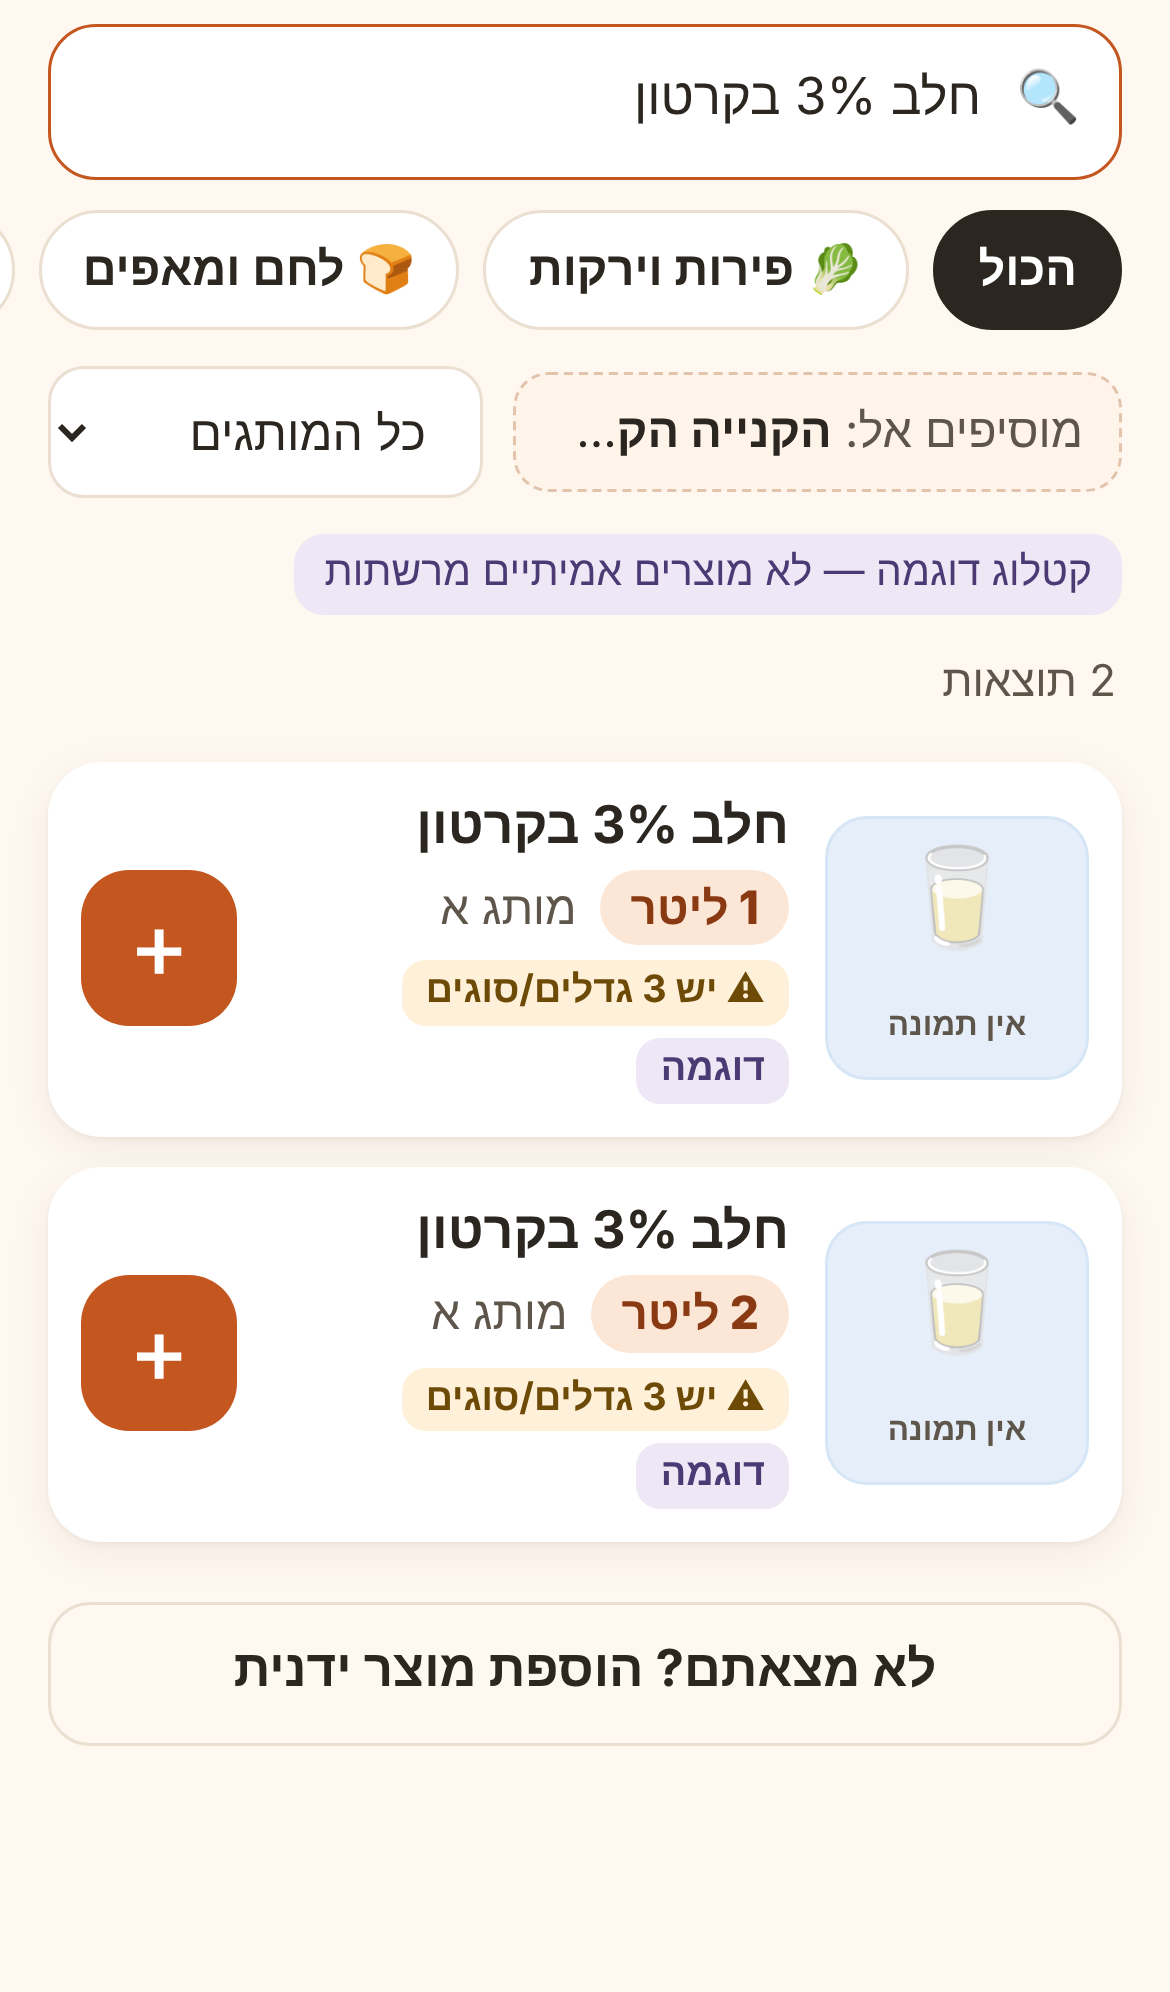 חלב 3% בקרטון
הכול
פירות וירקות
לחם ומאפים
מוסיפים אל: הקנייה הק...
כל המותגים
קטלוג דוגמה — לא מוצרים אמיתיים מרשתות
2 תוצאות
חלב 3% בקרטון
1 ליטר
מותג א
יש 3 גדלים/סוגים
דוגמה
אין תמונה
+
חלב 3% בקרטון
2 ליטר
מותג א
יש 3 גדלים/סוגים
דוגמה
אין תמונה
+
לא מצאתם? הוספת מוצר ידנית